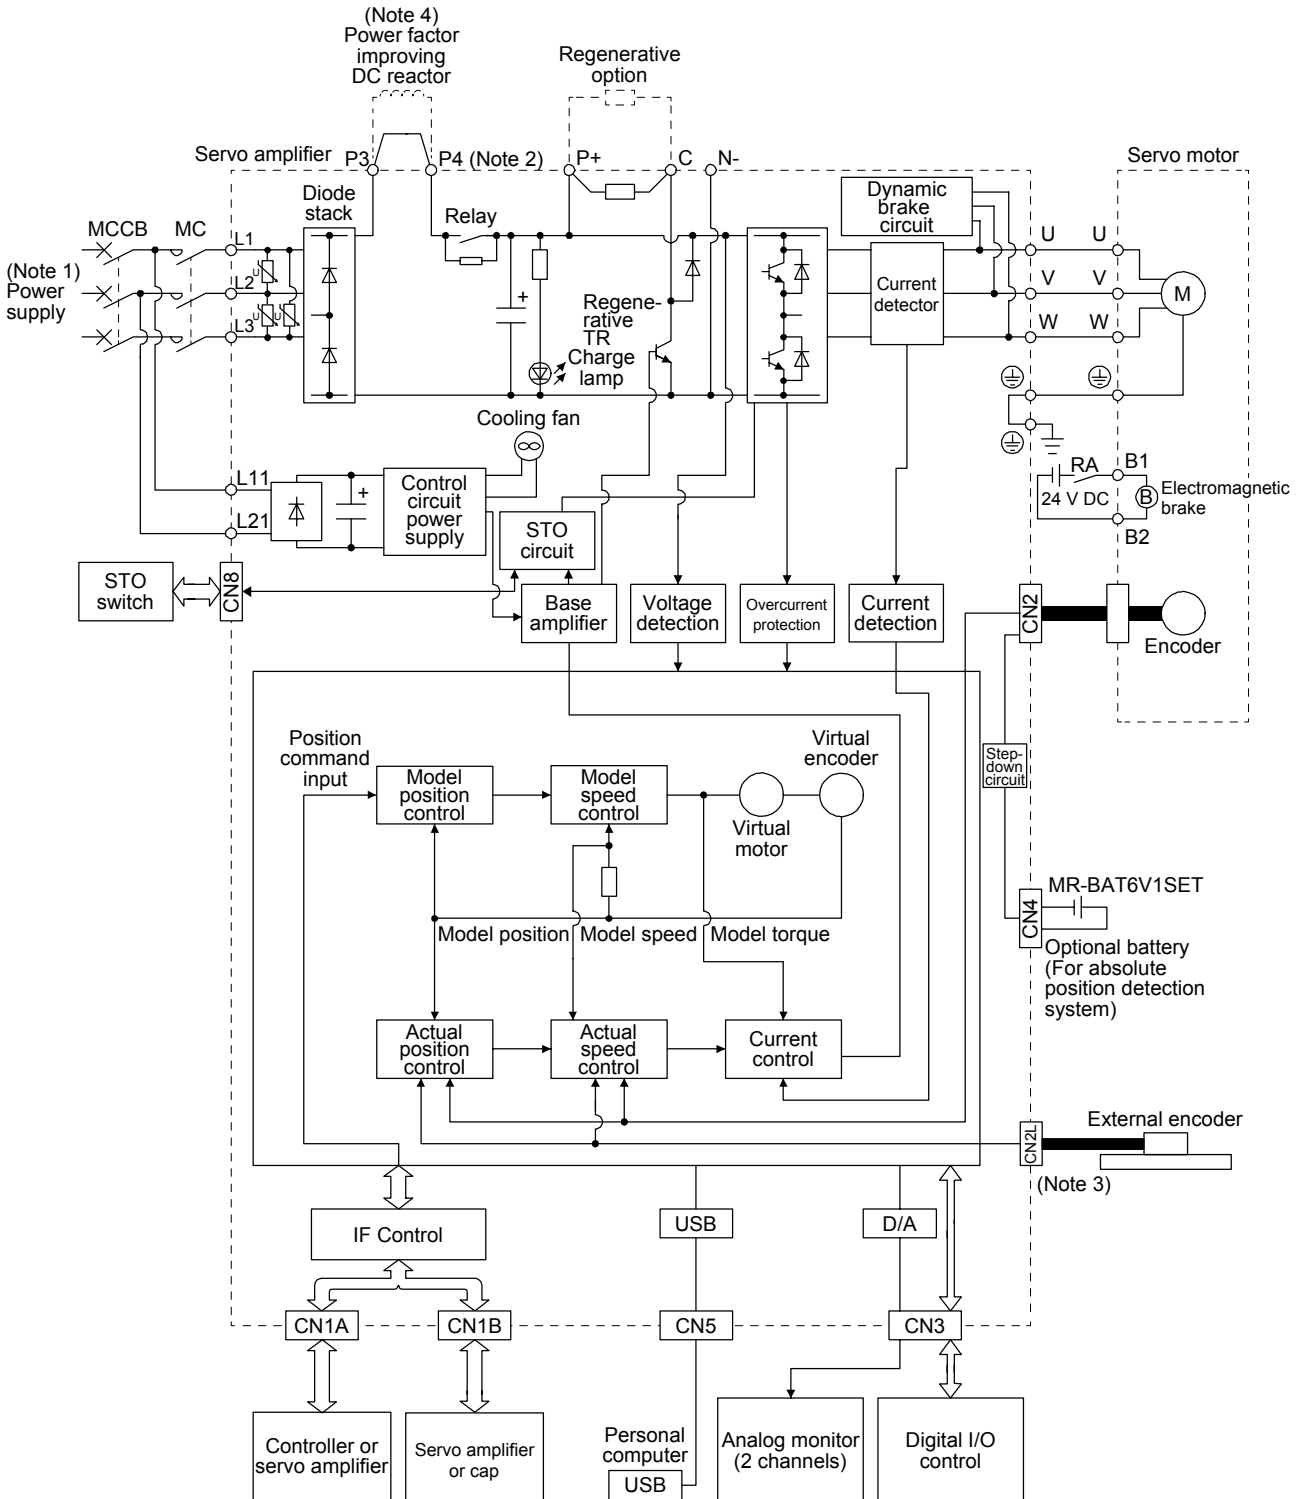 (Note 4)
Power factor
improving
DC reactor
Regenerative
option
Servo amplifier
P3
P4 (Note 2)
P+
C
N-
Servo motor
Diode
stack
Relay
Dynamic
brake
circuit
MCCB
MC
L1
L2
L3
(Note 1)
Power
supply
U
U
U
+
Current
detector
U
V
W
U
V
W
M
Regene-
rative
TR
Charge
lamp
Cooling fan
L11
L21
+
Control
circuit
power
supply
STO
circuit
RA
24 V DC
B1
B
B2
Electromagnetic
brake
STO
switch
CN8
Base
amplifier
Voltage
detection
Overcurrent
protection
Current
detection
CN2
Encoder
Step-
down
circuit
Position
command
input
Model
position
control
Model
speed
control
Virtual
motor
Virtual
encoder
Model position
Model speed
Model torque
MR-BAT6V1SET
CN4
Optional battery
(For absolute
position detection
system)
Actual
position
control
Actual
speed
control
Current
control
External encoder
CN2L
(Note 3)
IF Control
USB
D/A
CN1A
CN1B
CN5
CN3
Controller or
servo amplifier
Servo amplifier
or cap
Personal
computer
USB
Analog monitor
(2 channels)
Digital I/O
control